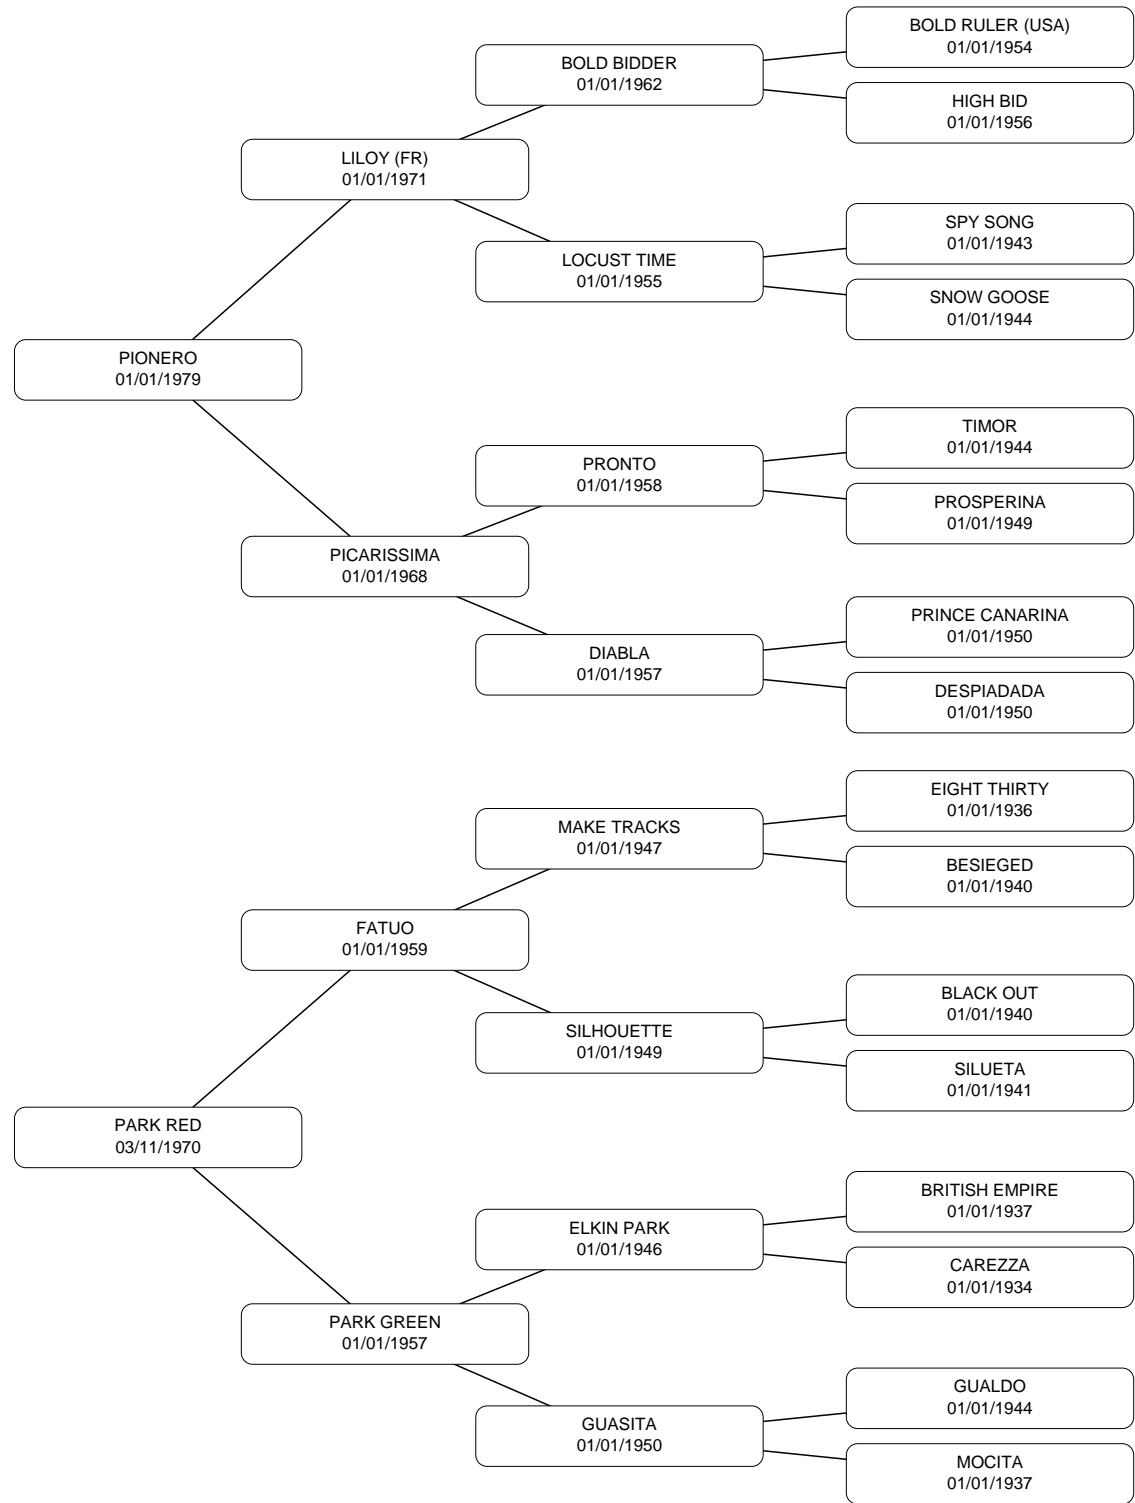 BOLD RULER (USA)
01/01/1954
BOLD BIDDER
01/01/1962
HIGH BID
01/01/1956
LILOY (FR)
01/01/1971
SPY SONG
01/01/1943
LOCUST TIME
01/01/1955
SNOW GOOSE
01/01/1944
PIONERO
01/01/1979
TIMOR
01/01/1944
PRONTO
01/01/1958
PROSPERINA
01/01/1949
PICARISSIMA
01/01/1968
PRINCE CANARINA
01/01/1950
DIABLA
01/01/1957
DESPIADADA
01/01/1950
EIGHT THIRTY
01/01/1936
MAKE TRACKS
01/01/1947
BESIEGED
01/01/1940
FATUO
01/01/1959
BLACK OUT
01/01/1940
SILHOUETTE
01/01/1949
SILUETA
01/01/1941
PARK RED
03/11/1970
BRITISH EMPIRE
01/01/1937
ELKIN PARK
01/01/1946
CAREZZA
01/01/1934
PARK GREEN
01/01/1957
GUALDO
01/01/1944
GUASITA
01/01/1950
MOCITA
01/01/1937